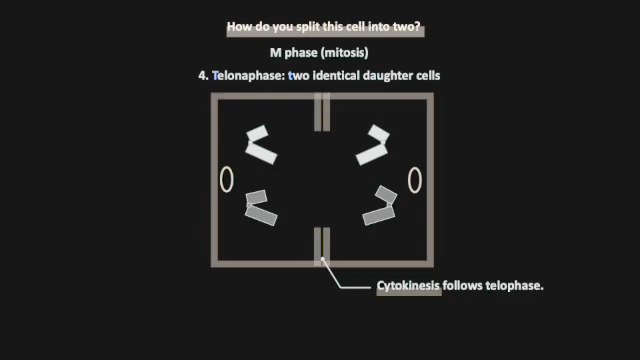 How do you split this cell into two?
M phase (mitosis)
4. Telonaphase: two identical daughter cells
Cytokinesis follows telophase.